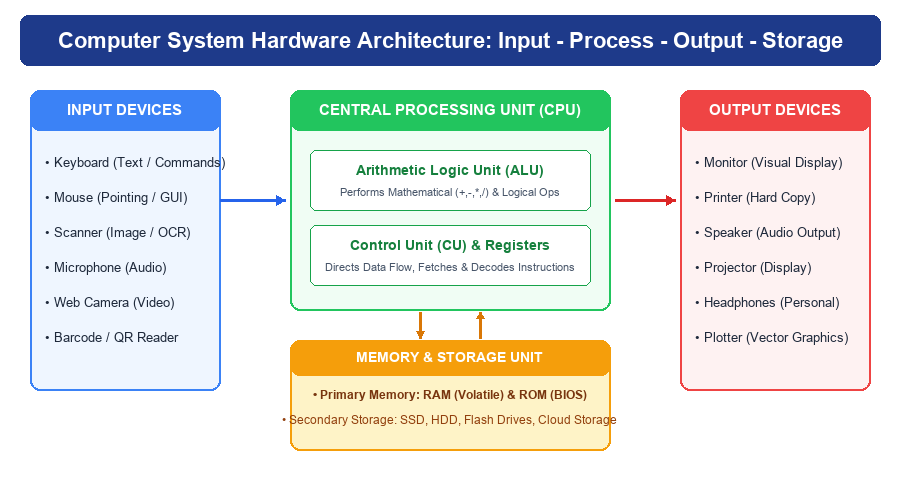 Computer System Hardware Architecture: Input - Process - Output - Storage
INPUT DEVICES
• Keyboard (Text / Commands)
• Mouse (Pointing / GUI)
• Scanner (Image / OCR)
• Microphone (Audio)
• Web Camera (Video)
• Barcode / QR Reader
CENTRAL PROCESSING UNIT (CPU)
Arithmetic Logic Unit (ALU)
Performs Mathematical (+,-,*,/) & Logical Ops
Control Unit (CU) & Registers
Directs Data Flow, Fetches & Decodes Instructions
MEMORY & STORAGE UNIT
• Primary Memory: RAM (Volatile) & ROM (BIOS)
• Secondary Storage: SSD, HDD, Flash Drives, Cloud Storage
OUTPUT DEVICES
• Monitor (Visual Display)
• Printer (Hard Copy)
• Speaker (Audio Output)
• Projector (Display)
• Headphones (Personal)
• Plotter (Vector Graphics)